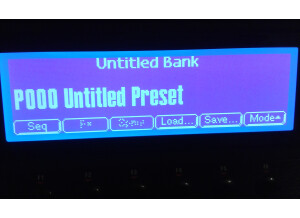 Untitled Bank
P000 Untitled Preset
Seq Load... Save... Mode